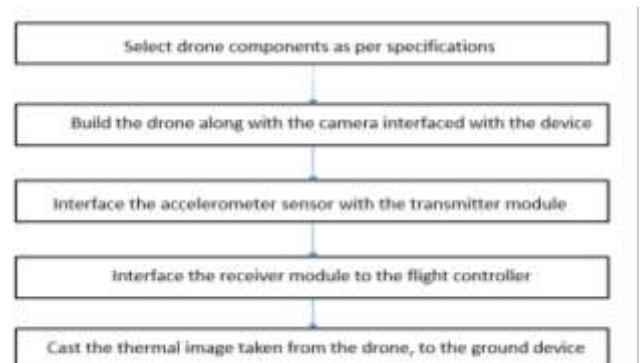 Select drone components as per specifications
Build the drone along with the camera interfaced with the device
Interface the accelerometer sensor with the transmitter module
Interface the receiver module to the flight controller
Cast the thermal image taken from the drone, to the ground device